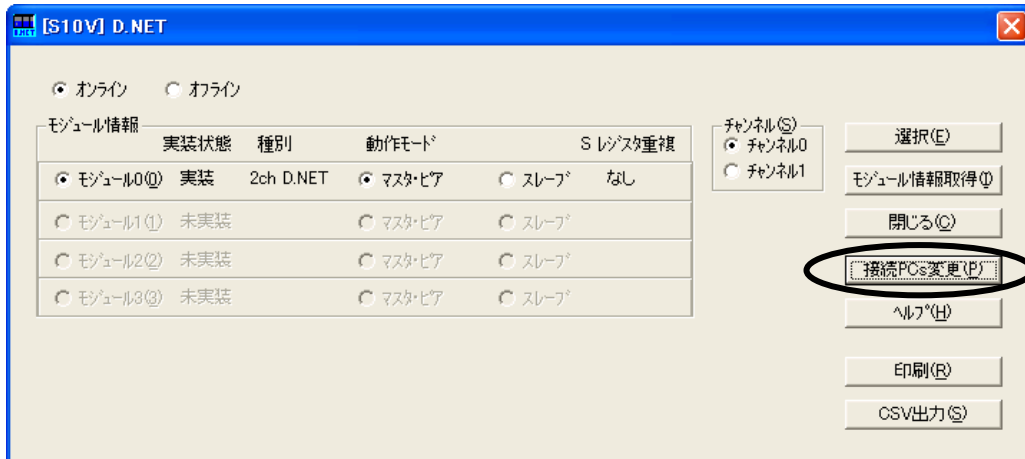 [S10V] D.NET
オンライン オフライン
モジュール情報
実装状態 種別 動作モード Sレジスタ重複
モジュール0(0) 実装 2ch D.NET マスタ・ピア スレーブ なし
モジュール1(1) 未実装 マスタ・ピア スレーブ
モジュール2(2) 未実装 マスタ・ピア スレーブ
モジュール3(3) 未実装 マスタ・ピア スレーブ
チャンネル(S)
チャンネル0
チャンネル1
選択(E)
モジュール情報取得(I)
閉じる(C)
接続PCs変更(P)
ヘルプ(H)
印刷(R)
CSV出力(S)